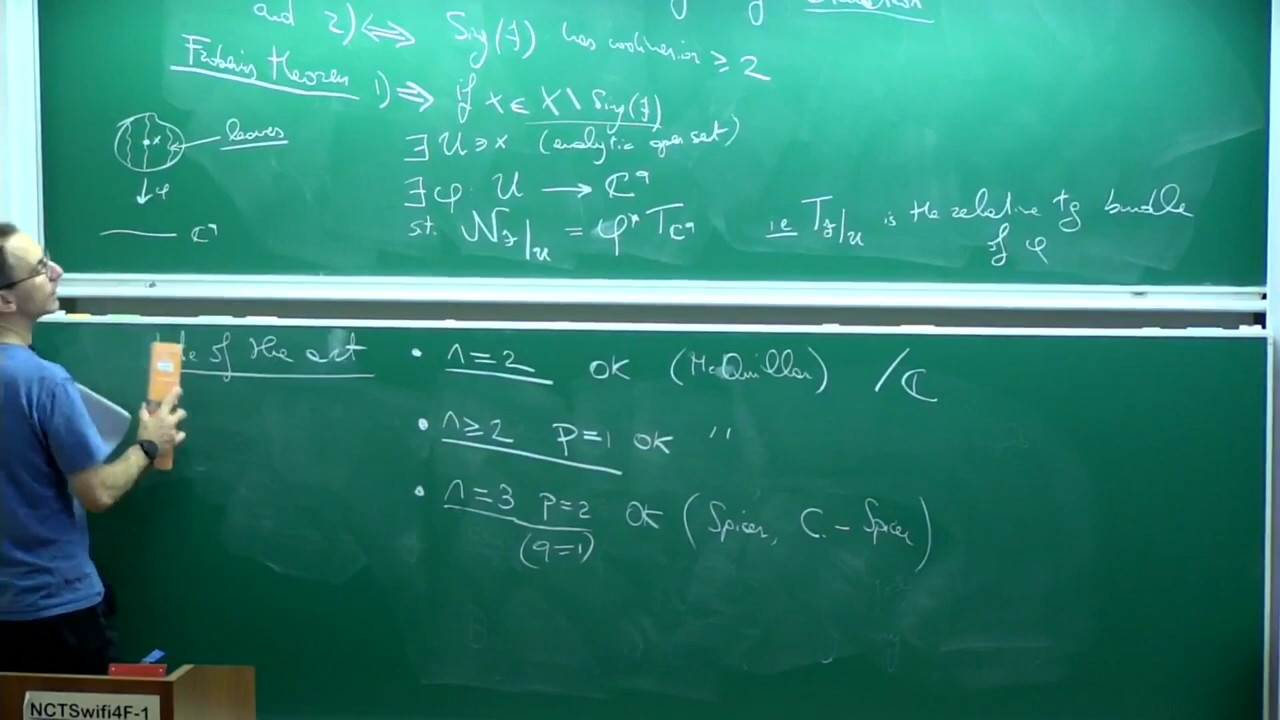 and 2) ⟺ Sing(F) has codimension ≥ 2
Frobenius theorem 1) ⟹ if x ∈ X \ Sing(F)
leaves
∃ U ∋ x (analytic open set)
↓ φ
∃ φ: U ⟶ ℂ^q
ℂ^q
st. N_F|_U = φ* T_ℂ^q
ie T_F|_U is the relative tg bundle
of φ
of the art
• n=2 OK (McQuillan) /ℂ
• n≥2 p=1 OK "
• n=3 p=2 OK (Spicer, C. - Spicer)
(q=1)
NCTSwifi4F-1